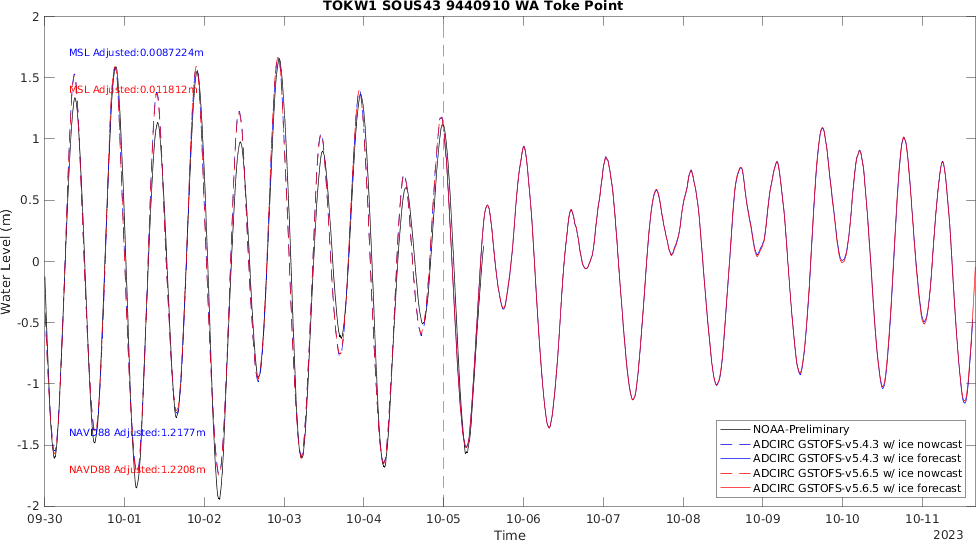 TOKW1 SOUS43 9440910 WA Toke Point
2
1.5
1
0.5
0
-0.5
-1
-1.5
-2
Water Level (m)
MSL Adjusted:0.0087224m
MSL Adjusted:0.011812m
NAVD88 Adjusted:1.2177m
NAVD88 Adjusted:1.2208m
NOAA-Preliminary
ADCIRC GSTOFS-v5.4.3 w/ ice nowcast
ADCIRC GSTOFS-v5.4.3 w/ ice forecast
ADCIRC GSTOFS-v5.6.5 w/ ice nowcast
ADCIRC GSTOFS-v5.6.5 w/ ice forecast
09-30 10-01 10-02 10-03 10-04 10-05 10-06 10-07 10-08 10-09 10-10 10-11
Time
2023